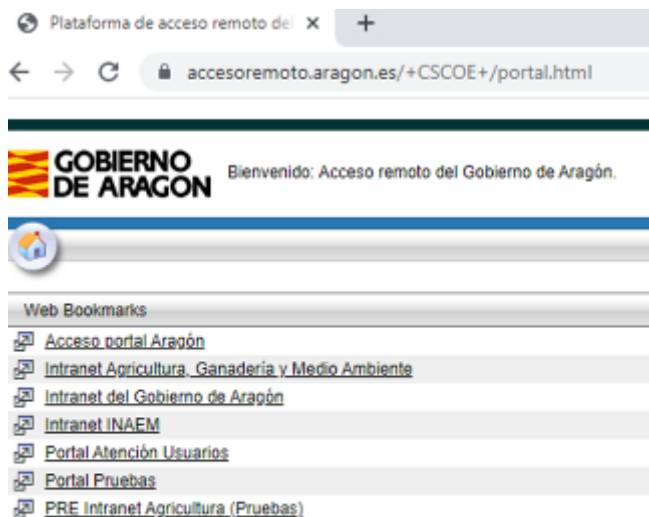 Plataforma de acceso remoto del
accesoremoto.aragon.es/+CSCOE+/portal.html
GOBIERNO
DE ARAGON
Bienvenido: Acceso remoto del Gobierno de Aragón.
Web Bookmarks
Acceso portal Aragón
Intranet Agricultura, Ganadería y Medio Ambiente
Intranet del Gobierno de Aragón
Intranet INAEM
Portal Atención Usuarios
Portal Pruebas
PRE Intranet Agricultura (Pruebas)